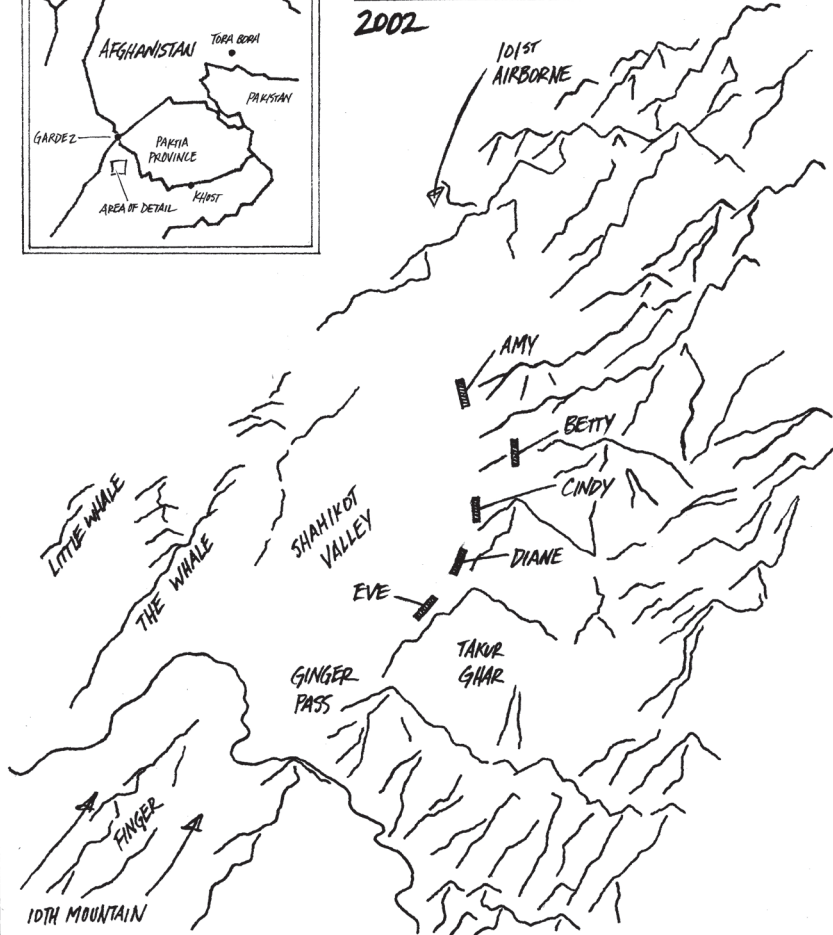 2002
AFGHANISTAN
TORA BORA
PAKISTAN
GARDEZ
PAKTIA
PROVINCE
KHOST
AREA OF DETAIL
101ST
AIRBORNE
AMY
BETTY
CINDY
DIANE
EVE
LITTLE WHALE
THE WHALE
SHAHIKOT
VALLEY
TAKUR
GHAR
GINGER
PASS
FINGER
10TH MOUNTAIN